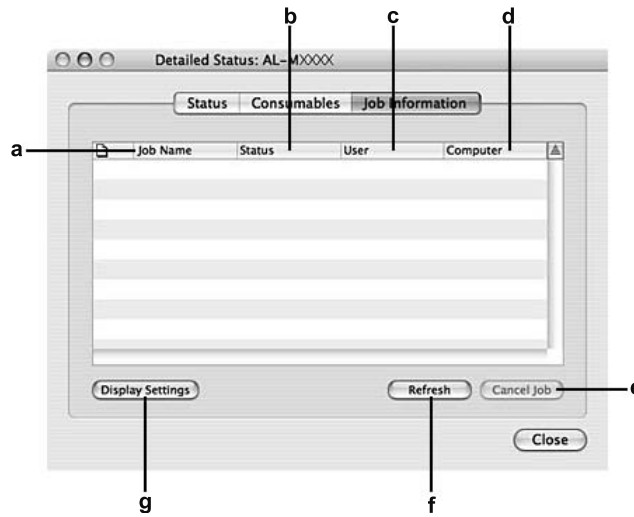 b c d
Detailed Status: AL-MXXXX
Status Consumables Job Information
a Job Name Status User Computer
Display Settings Refresh Cancel Job e
Close
g f